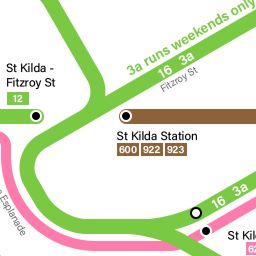 3a runs weekends only
16 3a
Fitzroy St
St Kilda -
Fitzroy St
12
St Kilda Station
600 922 923
16 3a
Esplanade
St Kil